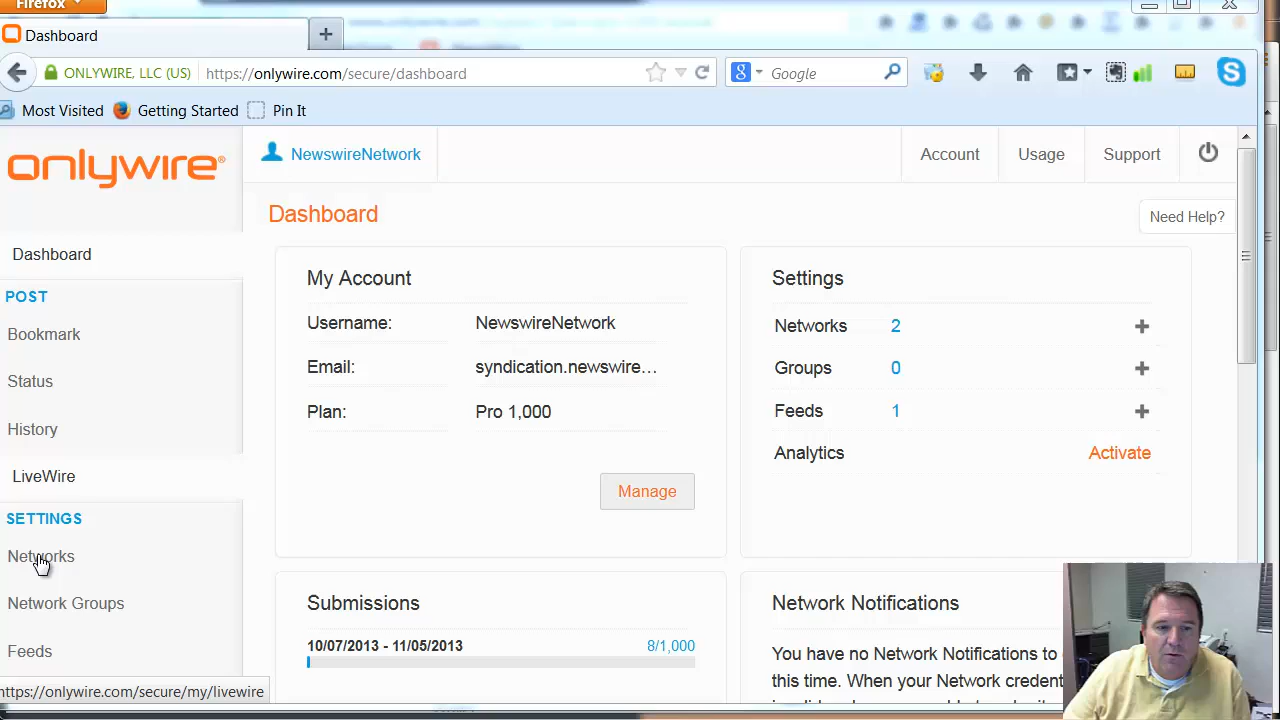 Firefox
Dashboard
ONLYWIRE, LLC (US)
https://onlywire.com/secure/dashboard
Google
Most Visited
Getting Started
Pin It
onlywire®
NewswireNetwork
Account
Usage
Support
Dashboard
Need Help?
Dashboard
POST
Bookmark
Status
History
LiveWire
SETTINGS
Networks
Network Groups
Feeds
https://onlywire.com/secure/my/livewire
My Account
Username: NewswireNetwork
Email: syndication.newswire...
Plan: Pro 1,000
Manage
Settings
Networks 2
Groups 0
Feeds 1
Analytics Activate
Submissions
10/07/2013 - 11/05/2013 8/1,000
Network Notifications
You have no Network Notifications to
this time. When your Network credent